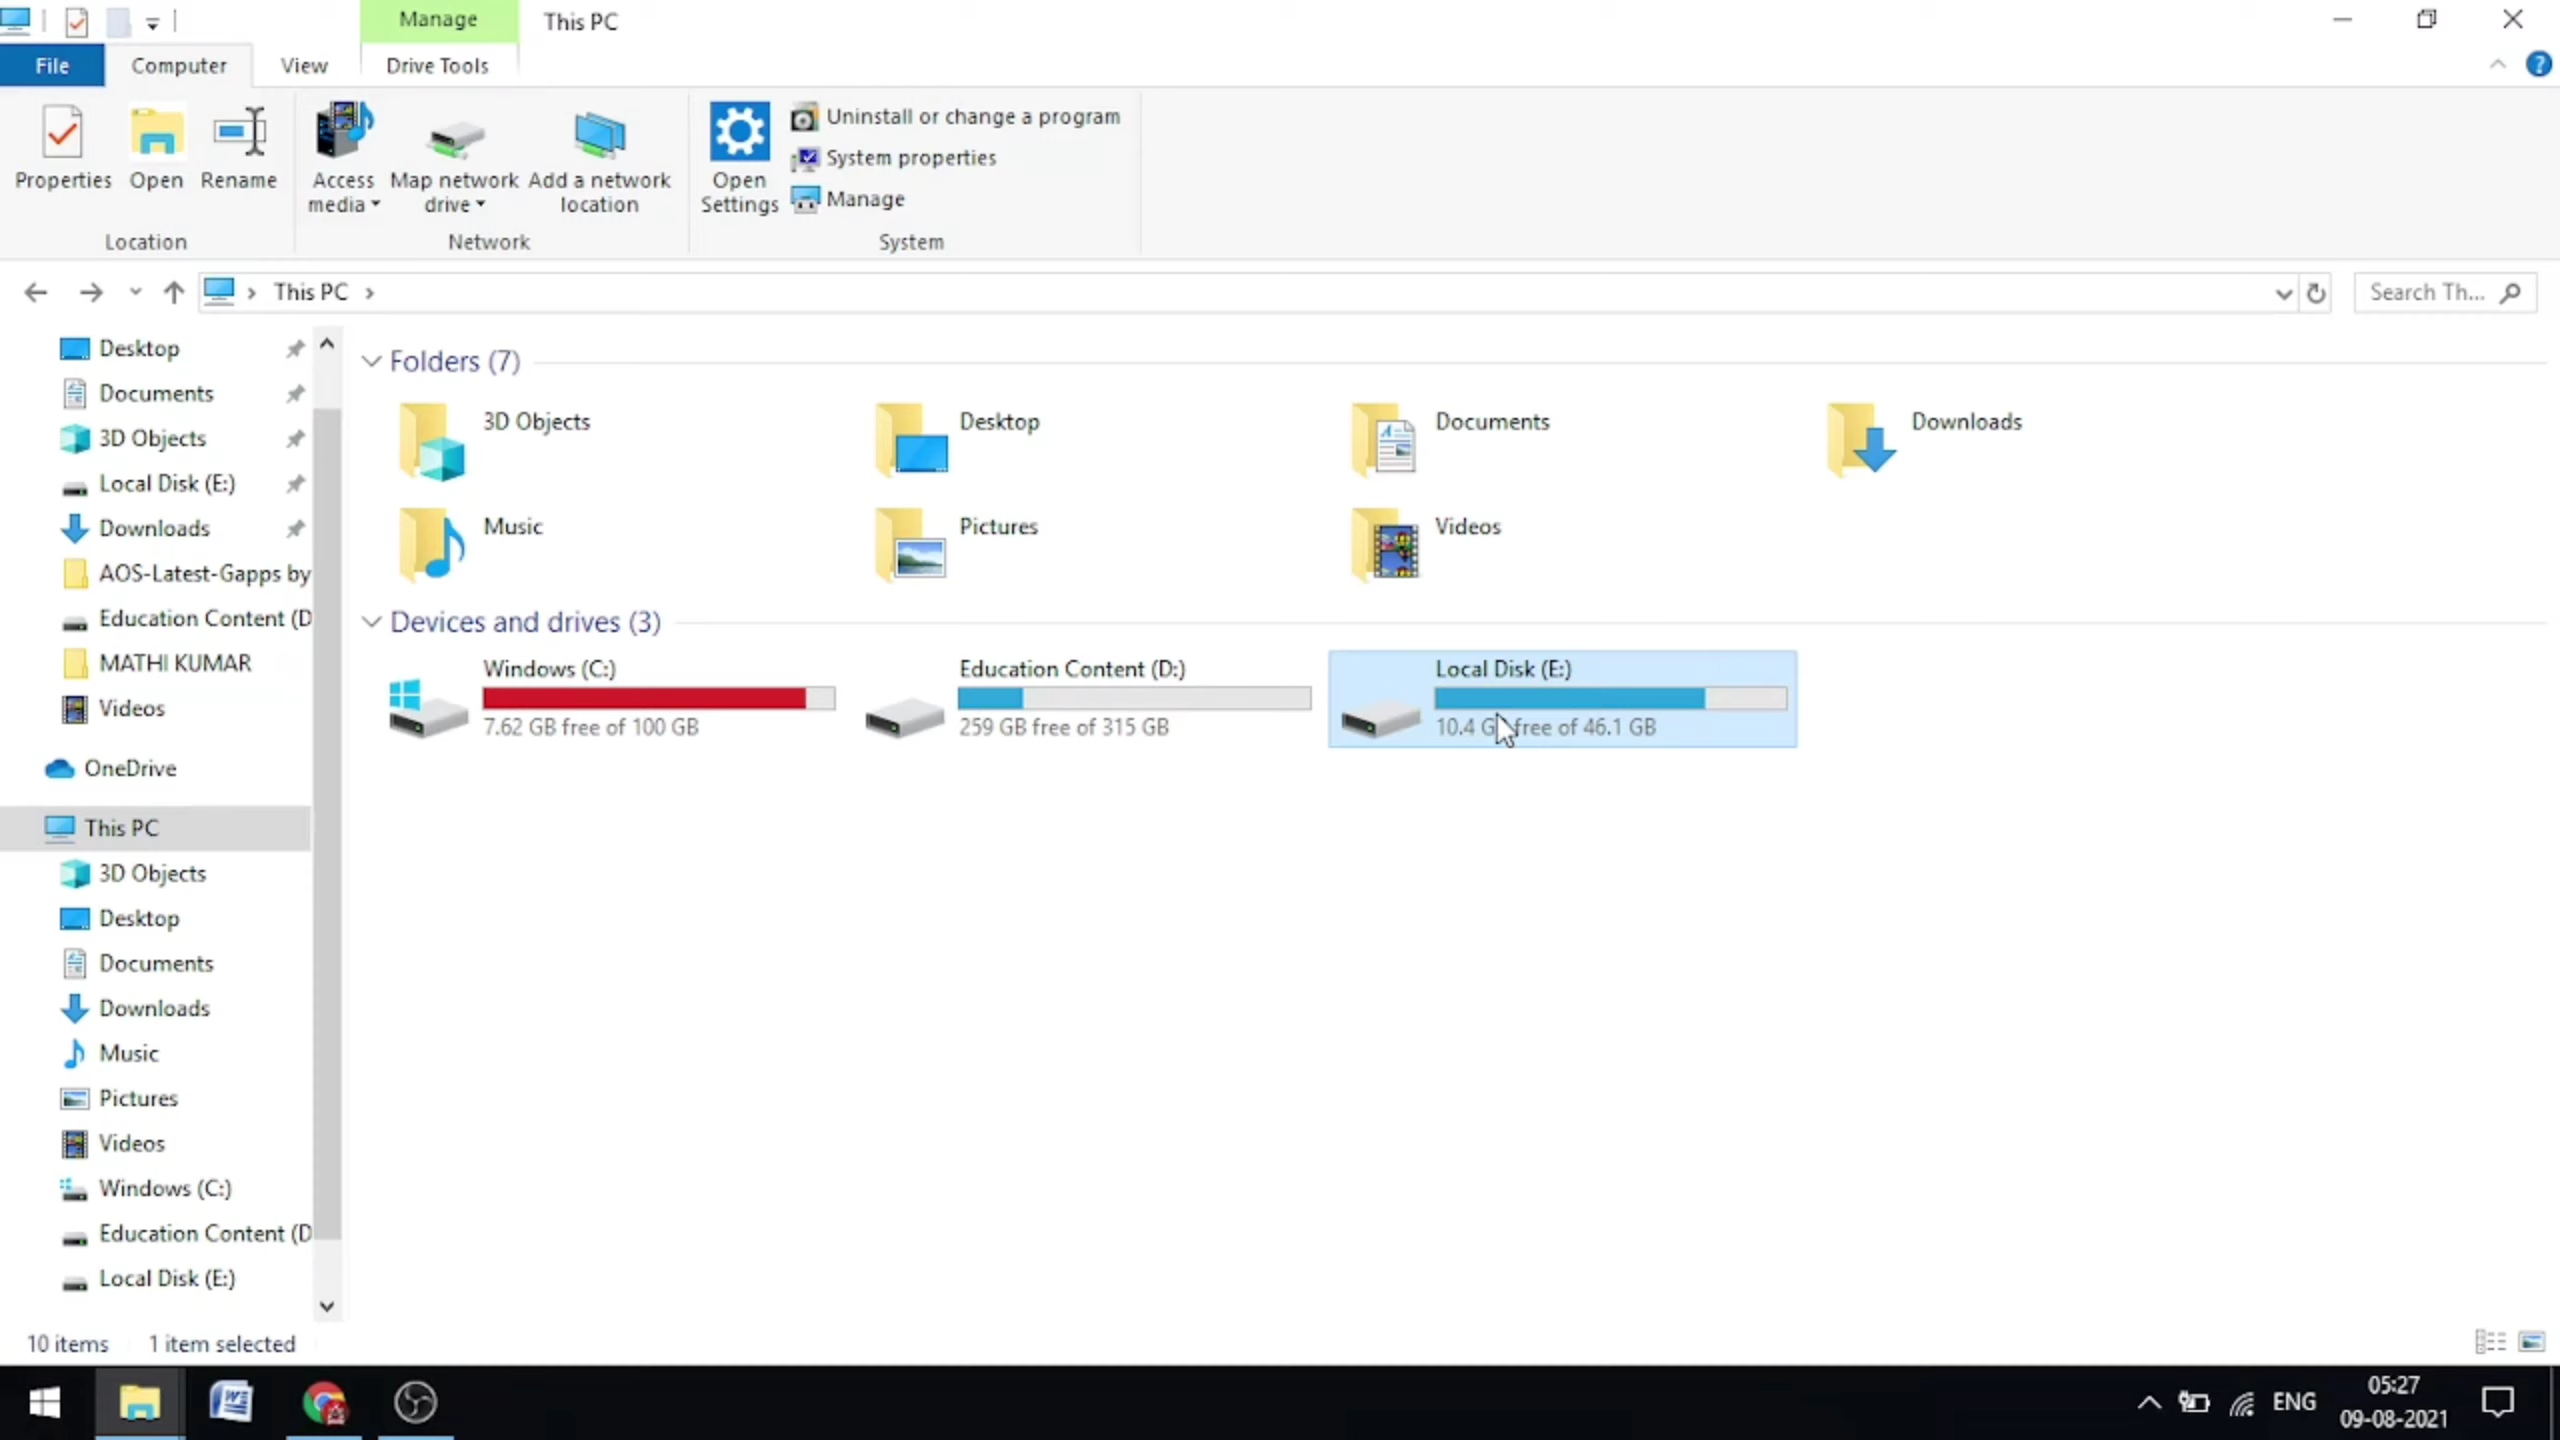 Manage
This PC
File
Computer
View
Drive Tools
Properties
Open
Rename
Access media
Map network drive
Add a network location
Open Settings
Uninstall or change a program
System properties
Manage
Location
Network
System
This PC
Search Th...
Desktop
Documents
3D Objects
Local Disk (E:)
Downloads
AOS-Latest-Gapps by
Education Content (D
MATHI KUMAR
Videos
OneDrive
This PC
3D Objects
Desktop
Documents
Downloads
Music
Pictures
Videos
Windows (C:)
Education Content (D
Local Disk (E:)
Folders (7)
3D Objects
Desktop
Documents
Downloads
Music
Pictures
Videos
Devices and drives (3)
Windows (C:)
7.62 GB free of 100 GB
Education Content (D:)
259 GB free of 315 GB
Local Disk (E:)
10.4 GB free of 46.1 GB
10 items
1 item selected
ENG
05:27
09-08-2021